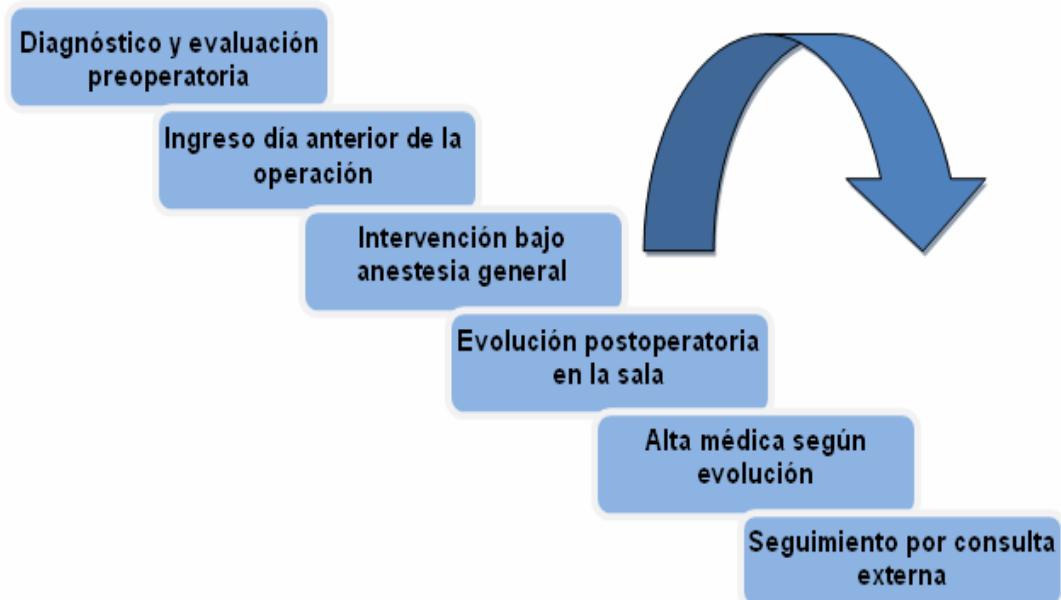 Diagnóstico y evaluación
preoperatoria
Ingreso día anterior de la
operación
Intervención bajo
anestesia general
Evolución postoperatoria
en la sala
Alta médica según
evolución
Seguimiento por consulta
externa